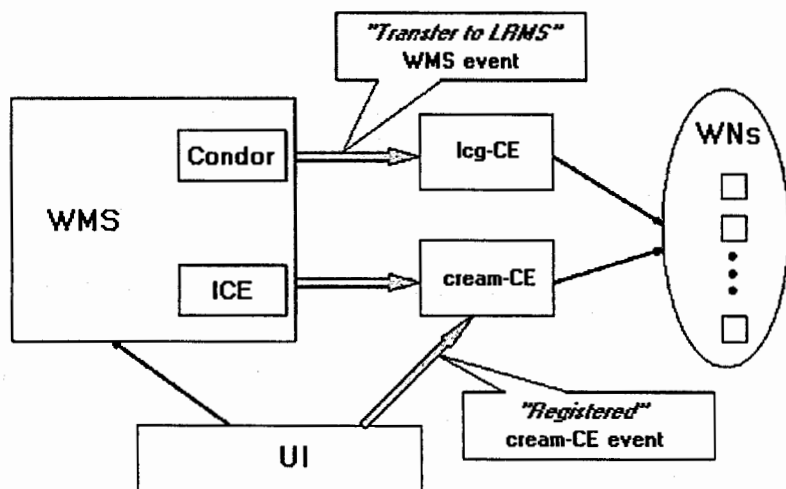 "Transfer to LRMS"
WMS event
Condor
lcg-CE
WNs
WMS
ICE
cream-CE
"Registered"
cream-CE event
UI